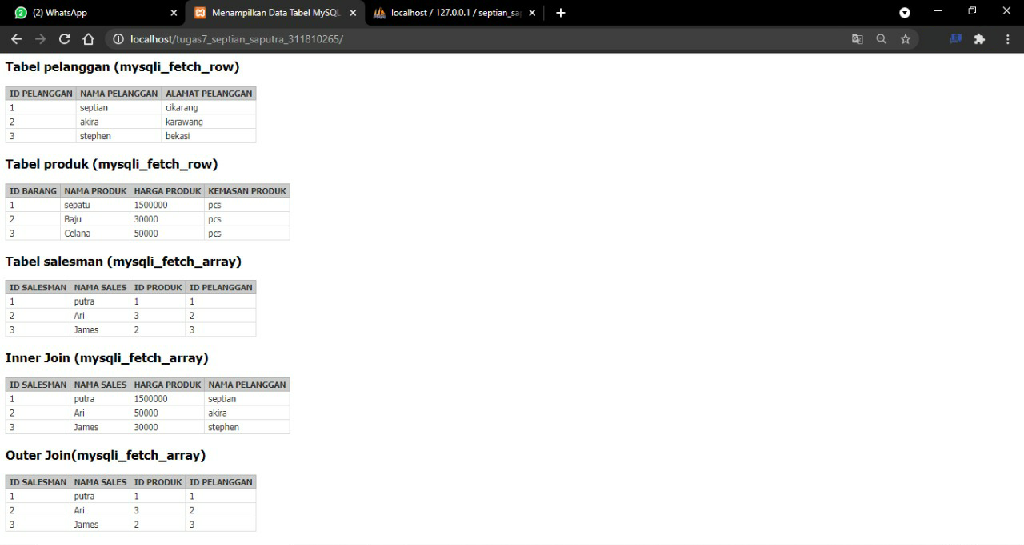 (2) WhatsApp
Menampilkan Data Tabel MySQL
localhost / 127.0.0.1 / septian_sa
localhost/tugas7_septian_saputra_311810265/
Tabel pelanggan (mysqli_fetch_row)
ID PELANGGAN NAMA PELANGGAN ALAMAT PELANGGAN
1 septian cikarang
2 akira karawang
3 stephen bekasi
Tabel produk (mysqli_fetch_row)
ID BARANG NAMA PRODUK HARGA PRODUK KEMASAN PRODUK
1 sepatu 1500000 pcs
2 Baju 30000 pcs
3 Celana 50000 pcs
Tabel salesman (mysqli_fetch_array)
ID SALESMAN NAMA SALES ID PRODUK ID PELANGGAN
1 putra 1 1
2 Ari 3 2
3 James 2 3
Inner Join (mysqli_fetch_array)
ID SALESMAN NAMA SALES HARGA PRODUK NAMA PELANGGAN
1 putra 1500000 septian
2 Ari 50000 akira
3 James 30000 stephen
Outer Join(mysqli_fetch_array)
ID SALESMAN NAMA SALES ID PRODUK ID PELANGGAN
1 putra 1 1
2 Ari 3 2
3 James 2 3